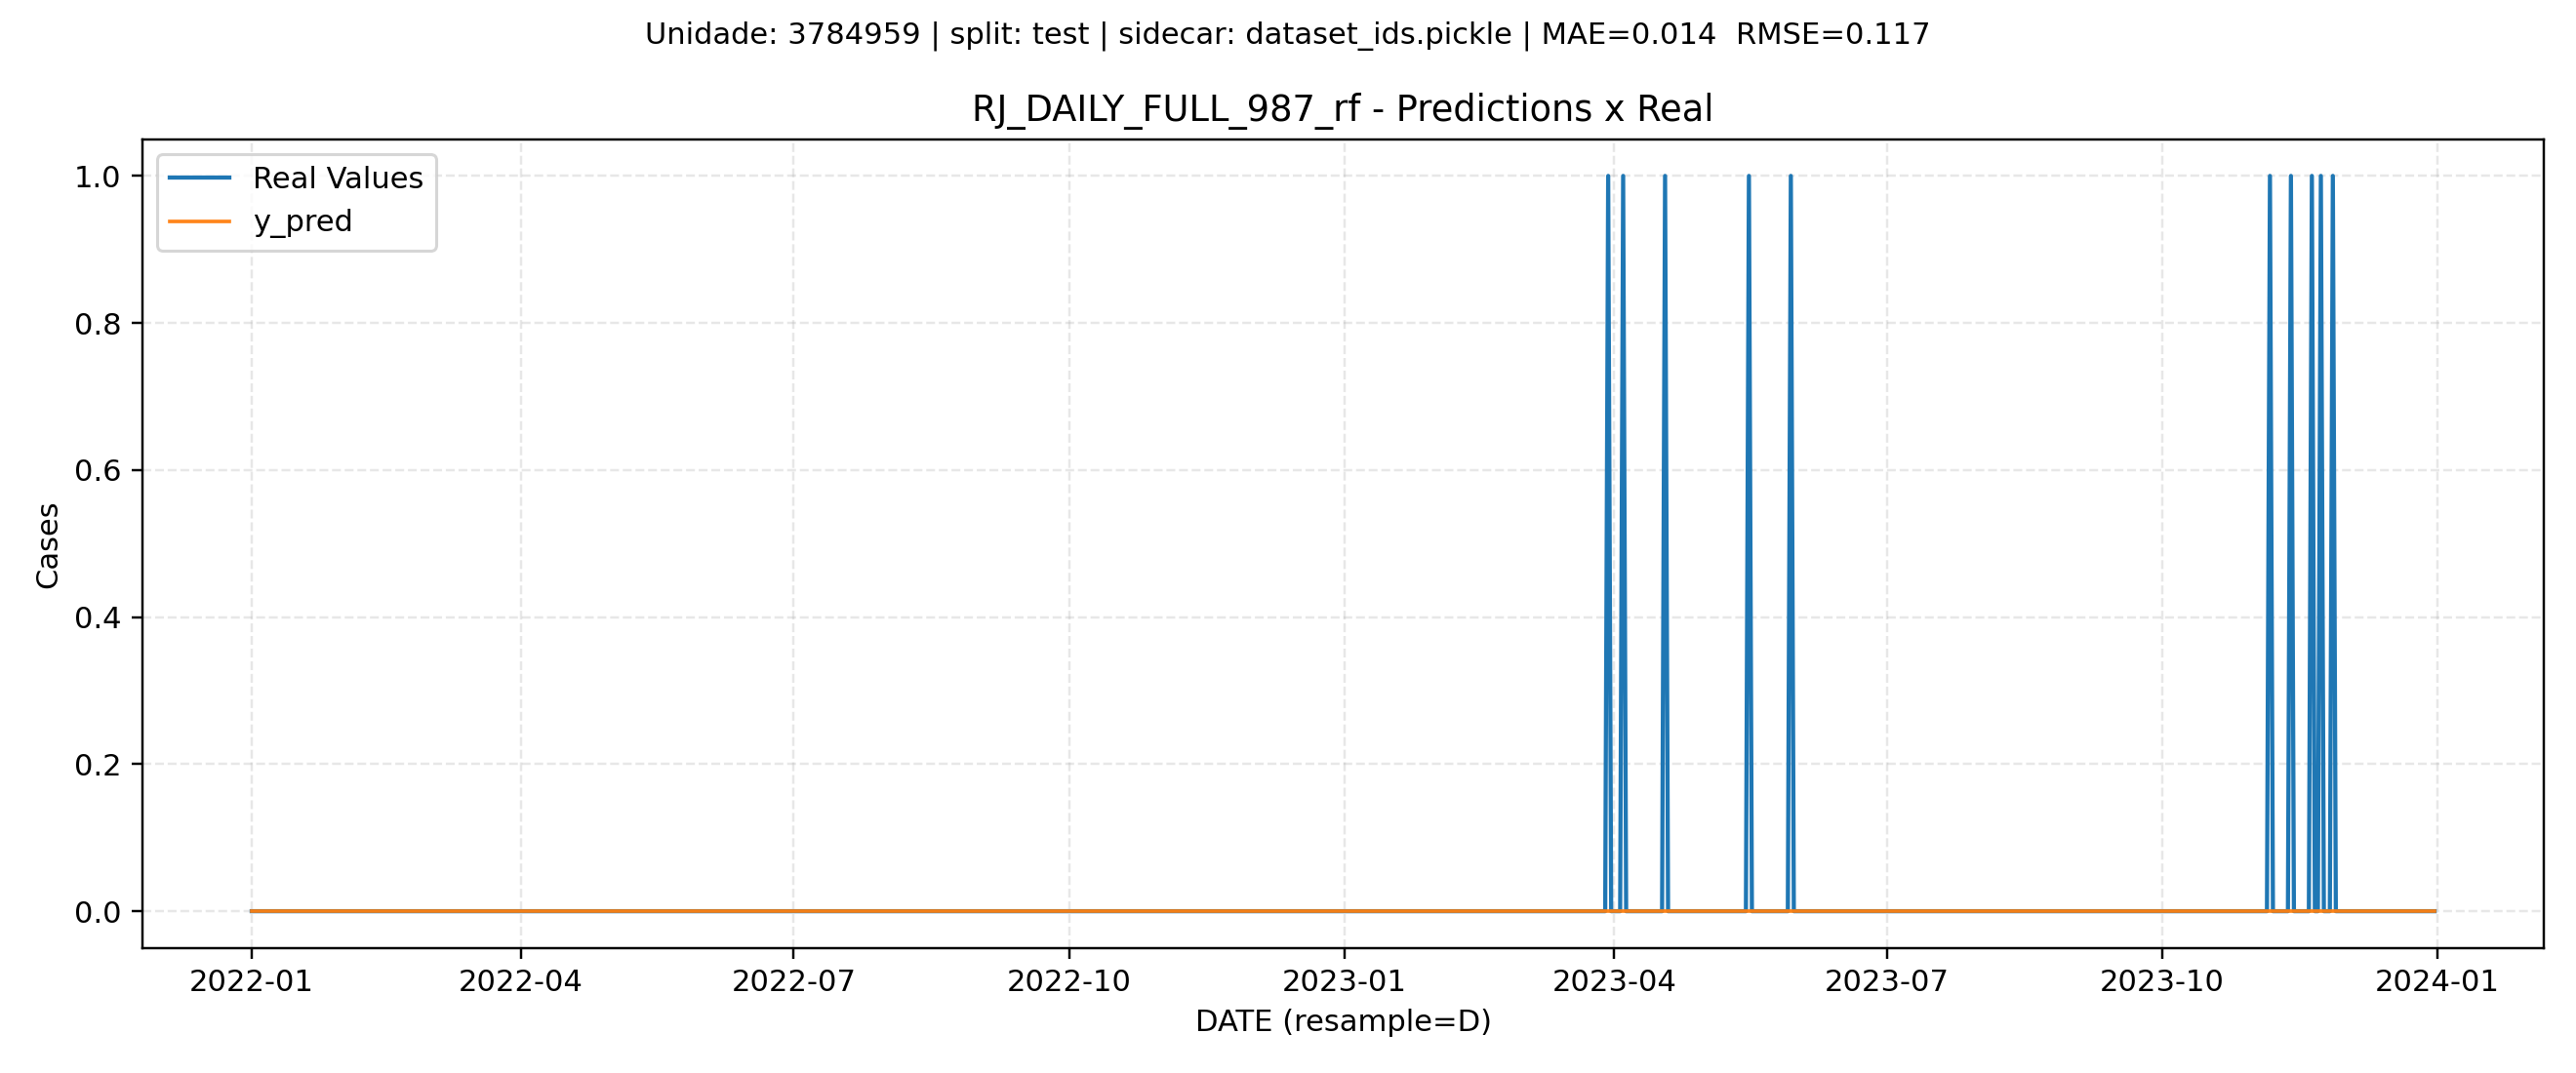 Unidade: 3784959 | split: test | sidecar: dataset_ids.pickle | MAE=0.014  RMSE=0.117
RJ_DAILY_FULL_987_rf - Predictions x Real
Real Values
y_pred
1.0
0.8
0.6
0.4
0.2
0.0
Cases
2022-01 2022-04 2022-07 2022-10 2023-01 2023-04 2023-07 2023-10 2024-01
DATE (resample=D)